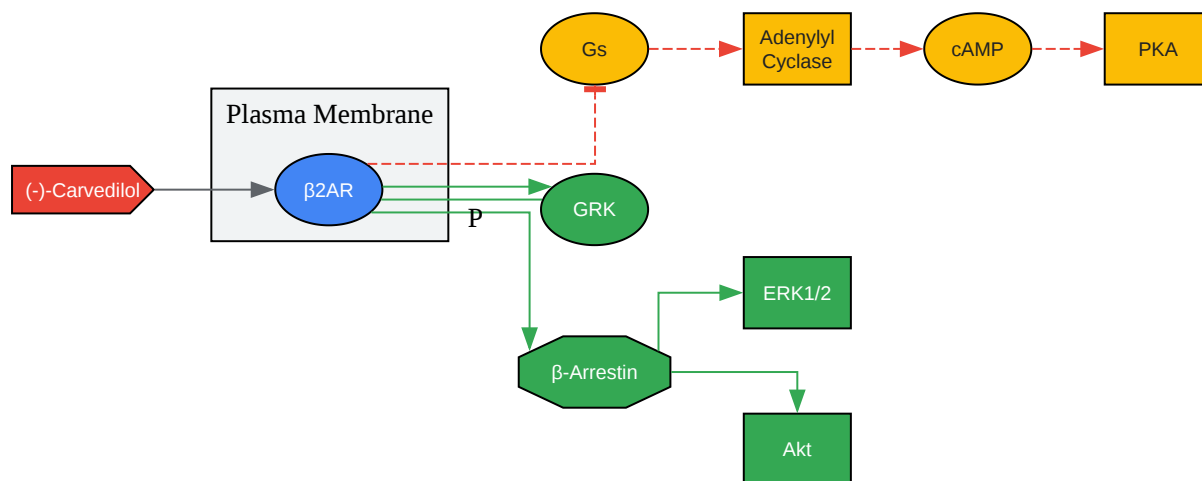 Gs
Adenylyl
Cyclase
cAMP
PKA
Plasma Membrane
(-)-Carvedilol
β2AR
GRK
P
ERK1/2
β-Arrestin
Akt